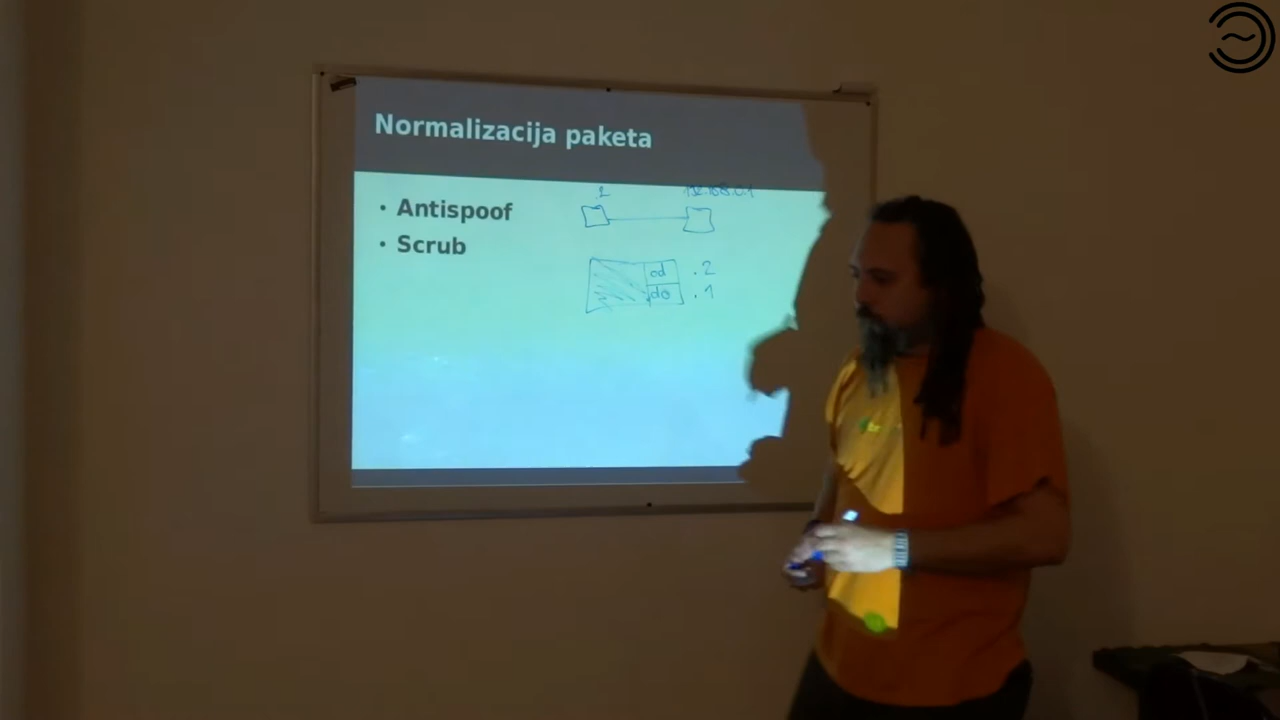 Normalizacija paketa
• Antispoof
• Scrub
od .2
do .1